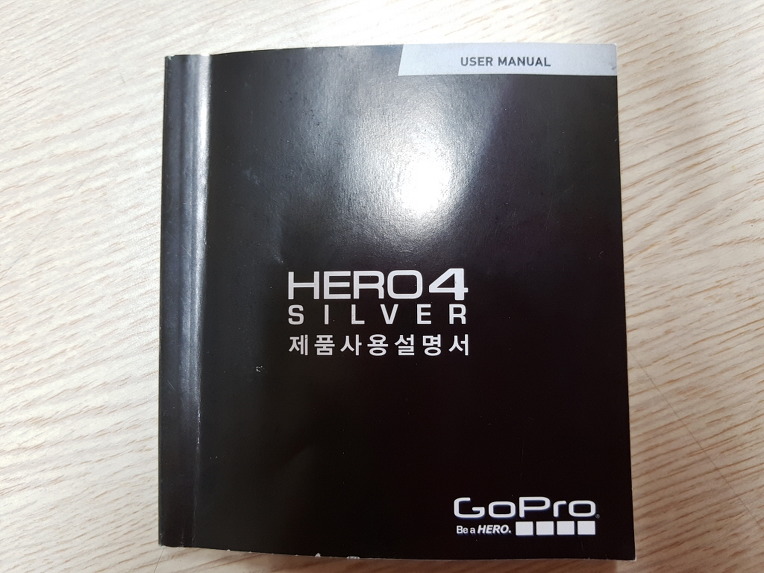 USER MANUAL
HERO4
SILVER
제품사용설명서
GoPro
Be a HERO.